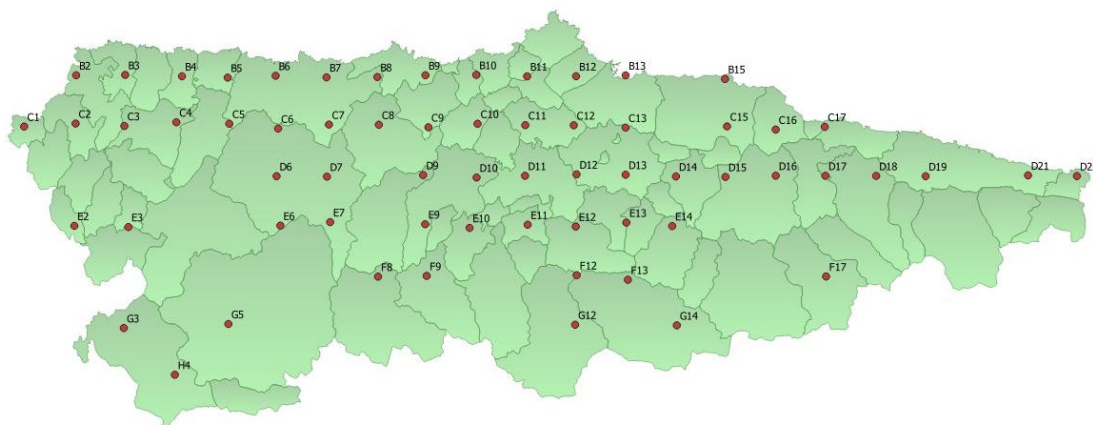 B2 B3 B4 B5 B6 B7 B8 B9 B10 B11 B12 B13 B15
C1 C2 C3 C4 C5 C6 C7 C8 C9 C10 C11 C12 C13 C15 C16 C17
D6 D7 D9 D10 D11 D12 D13 D14 D15 D16 D17 D18 D19 D21 D2
E2 E3 E6 E7 E9 E10 E11 E12 E13 E14
F8 F9 F12 F13 F17
G3 G5 G12 G14
H4